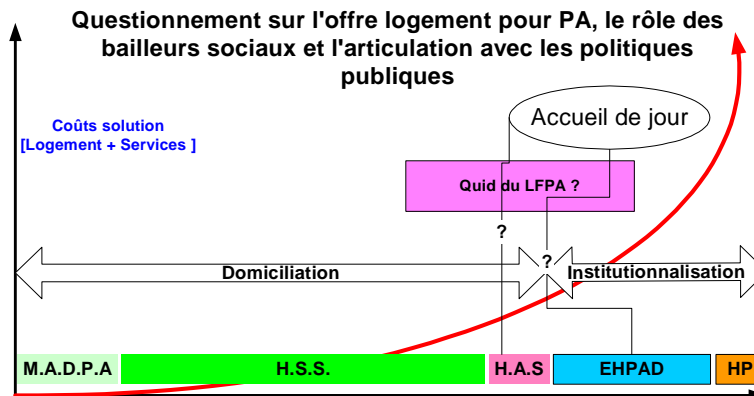 Questionnement sur l'offre logement pour PA, le rôle des
bailleurs sociaux et l'articulation avec les politiques
publiques
Coûts solution
[Logement + Services ]
Accueil de jour
Quid du LFPA ?
?
?
Domiciliation
Institutionnalisation
M.A.D.P.A
H.S.S.
H.A.S
EHPAD
HP